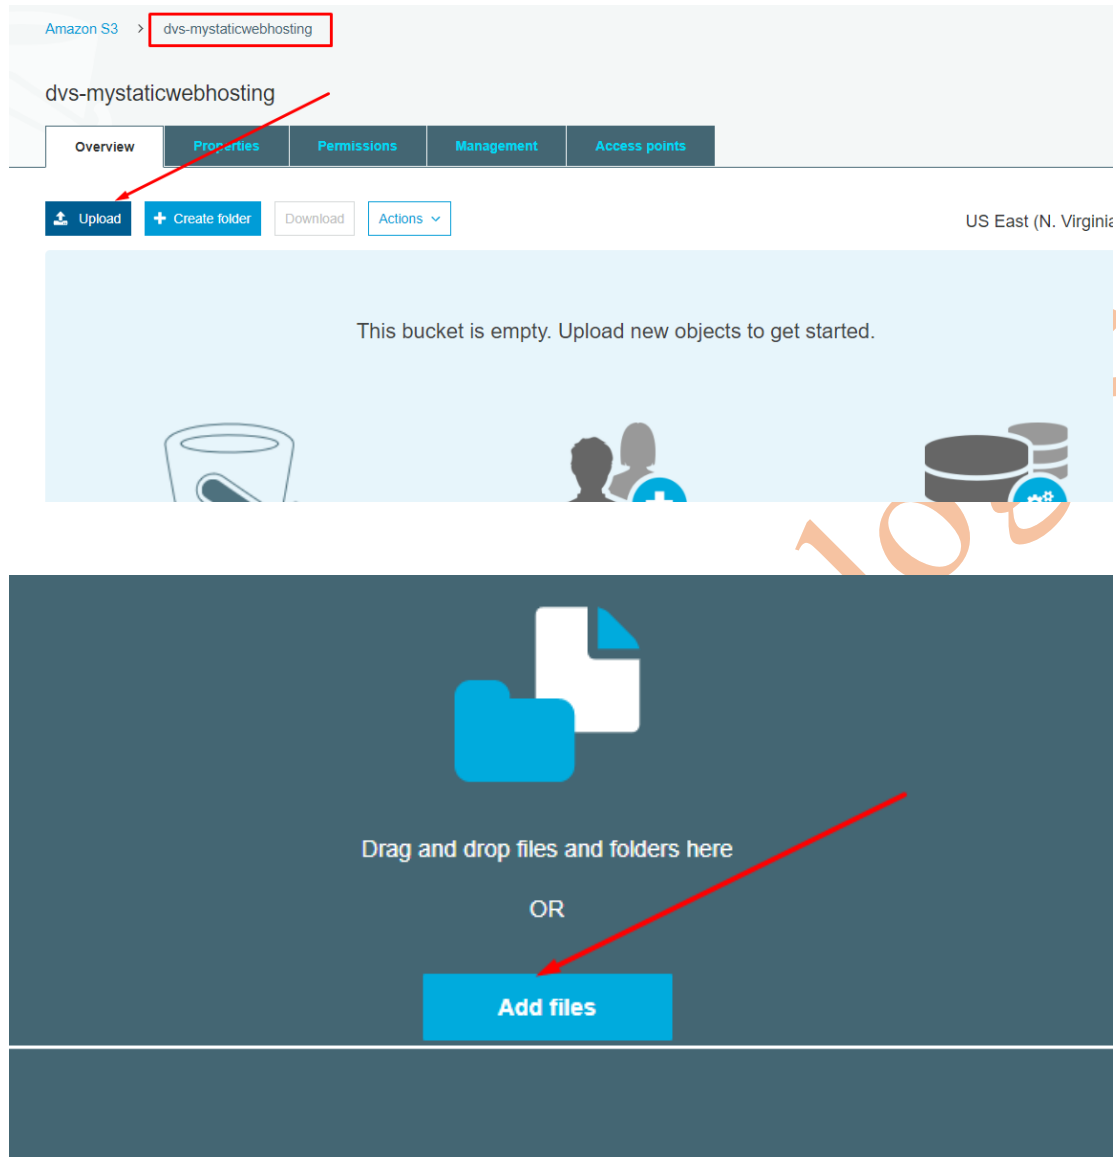 Amazon S3 > dvs-mystaticwebhosting
dvs-mystaticwebhosting
Overview Properties Permissions Management Access points
Upload + Create folder Download Actions
US East (N. Virginia
This bucket is empty. Upload new objects to get started.
log
Drag and drop files and folders here
OR
Add files